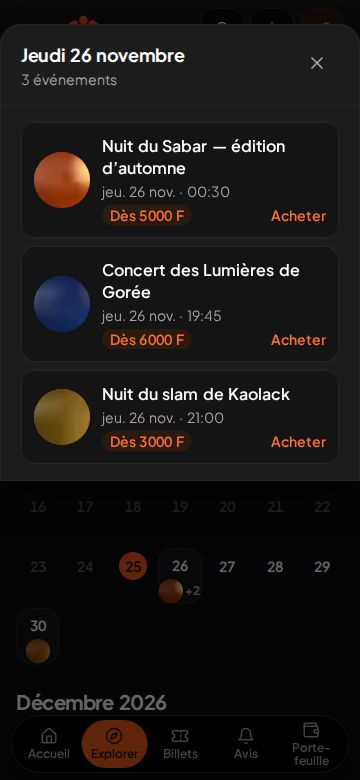 Jeudi 26 novembre
3 événements
Nuit du Sabar — édition
d’automne
jeu. 26 nov. · 00:30
Dès 5000 F
Acheter
Concert des Lumières de
Gorée
jeu. 26 nov. · 19:45
Dès 6000 F
Acheter
Nuit du slam de Kaolack
jeu. 26 nov. · 21:00
Dès 3000 F
Acheter
16 17 18 19 20 21 22
23 24 25 26 27 28 29
+2
30
Décembre 2026
Accueil Explorer Billets Avis Porte-
feuille